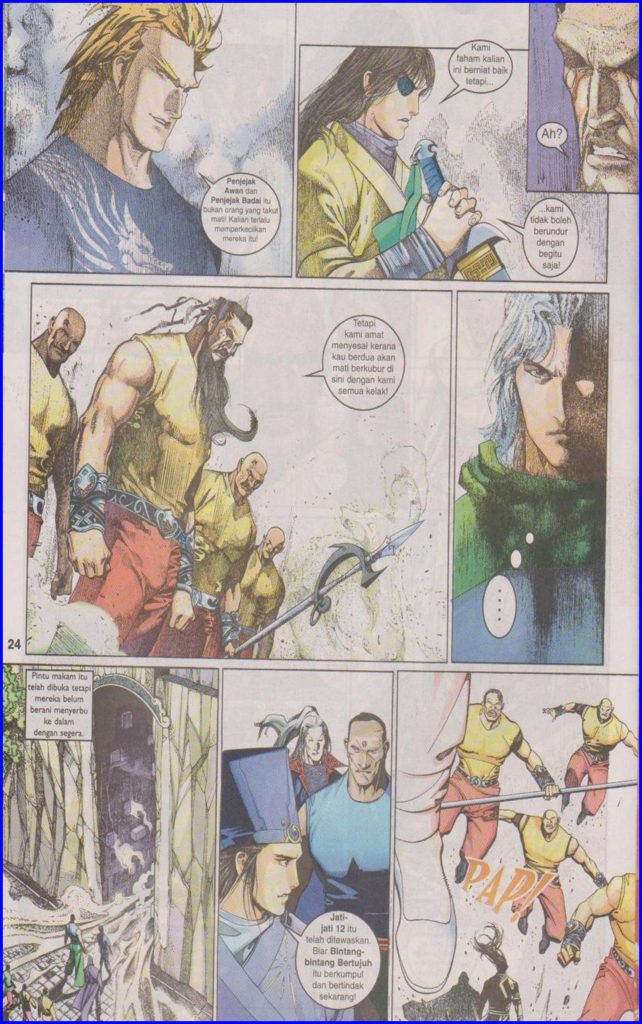 Penjejak
Awan dan
Penjejak Badai itu
bukan orang yang takut
mati! Kalian terlalu
memperkecilkan
mereka itu!
Kami
faham kalian
ini berniat baik
tetapi...
Ah?
...kami
tidak boleh
berundur
dengan
begitu
saja!
Tetapi
kami amat
menyesal kerana
kau berdua akan
mati berkubur di
sini dengan kami
semua kelak!
....
24
Pintu makam itu
telah dibuka tetapi
mereka belum
berani menyerbu
ke dalam
dengan segera.
Jati-
jati 12 itu
telah ditewaskan.
Biar Bintang-
bintang Bertujuh
itu berkumpul
dan bertindak
sekarang!
PAP!